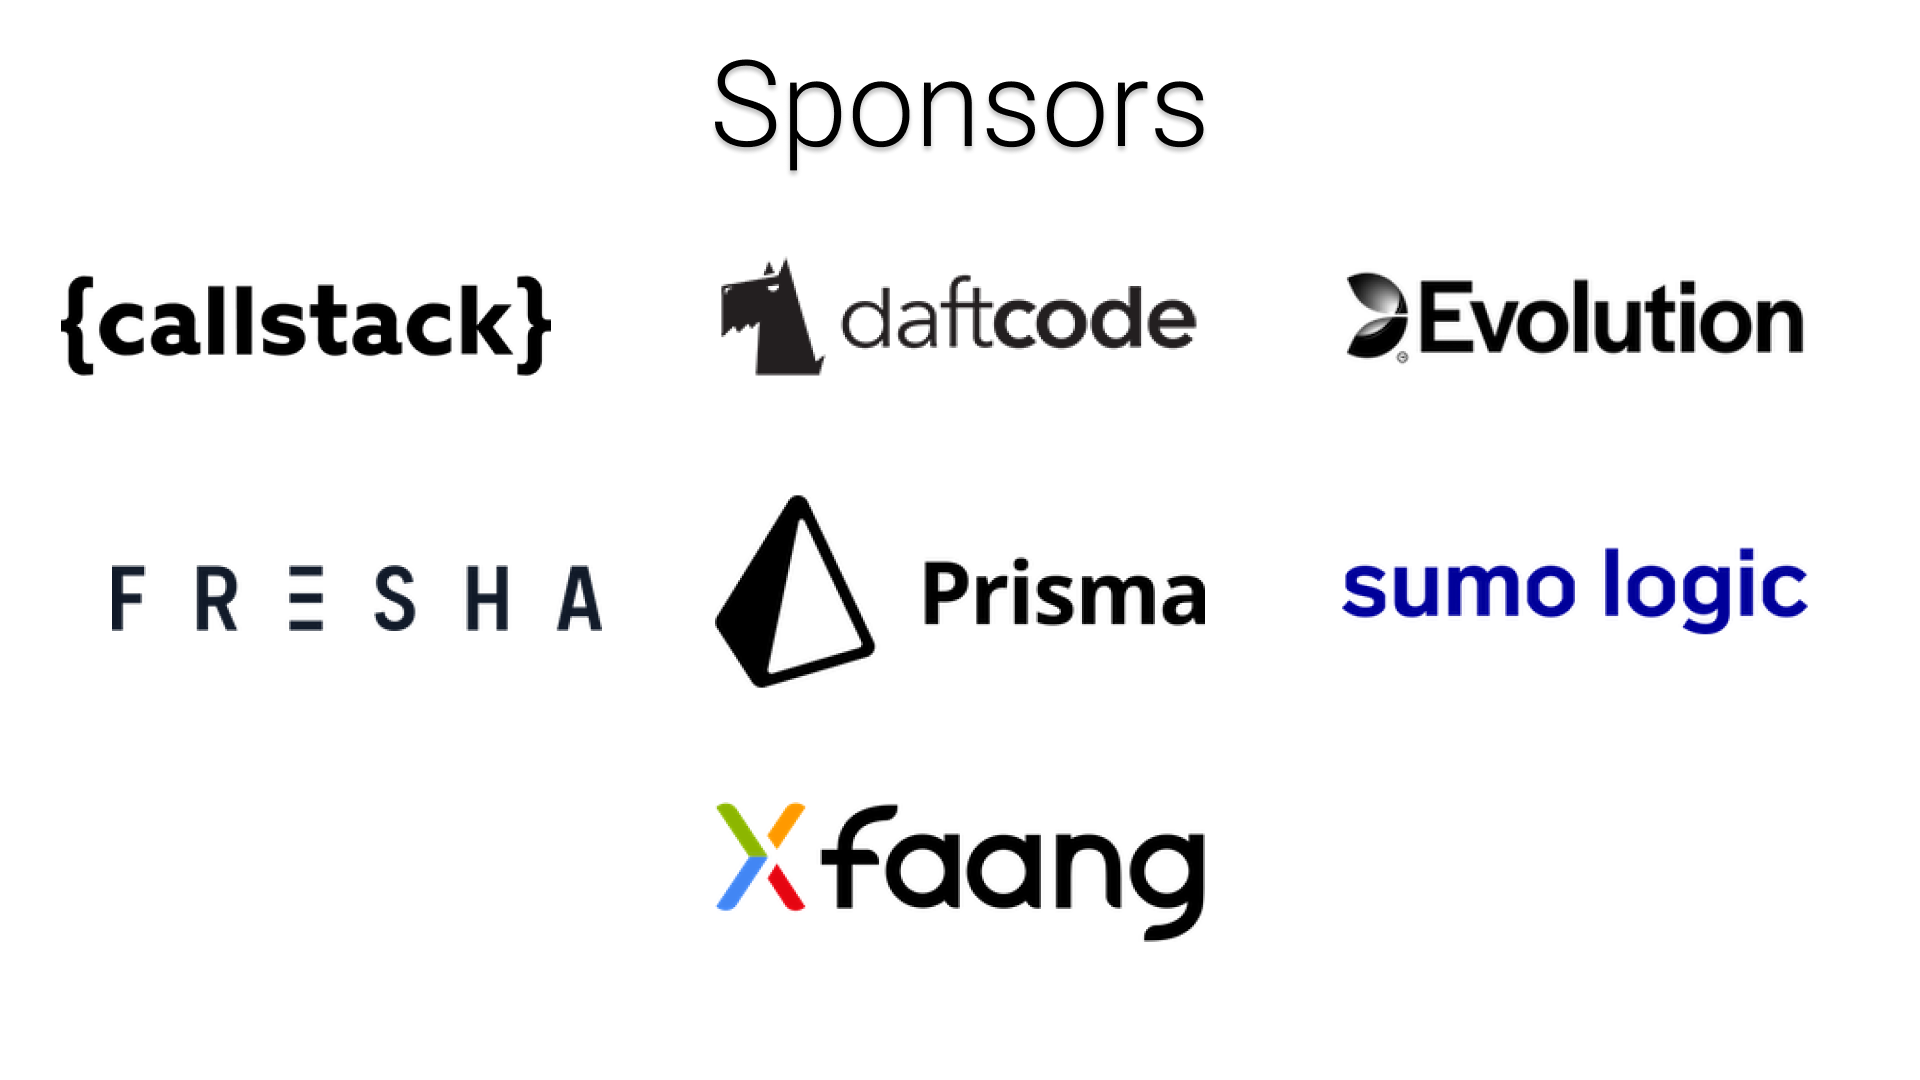 Sponsors
{callstack} daftcode Evolution
FRESHA Prisma sumo logic
X faang